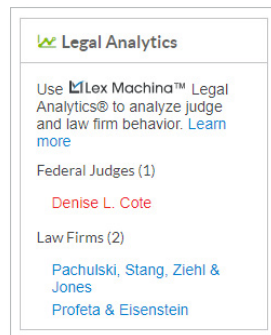 Legal Analytics
Use Lex Machina™ Legal
Analytics® to analyze judge
and law firm behavior. Learn
more
Federal Judges (1)
Denise L. Cote
Law Firms (2)
Pachulski, Stang, Ziehl &
Jones
Profeta & Eisenstein